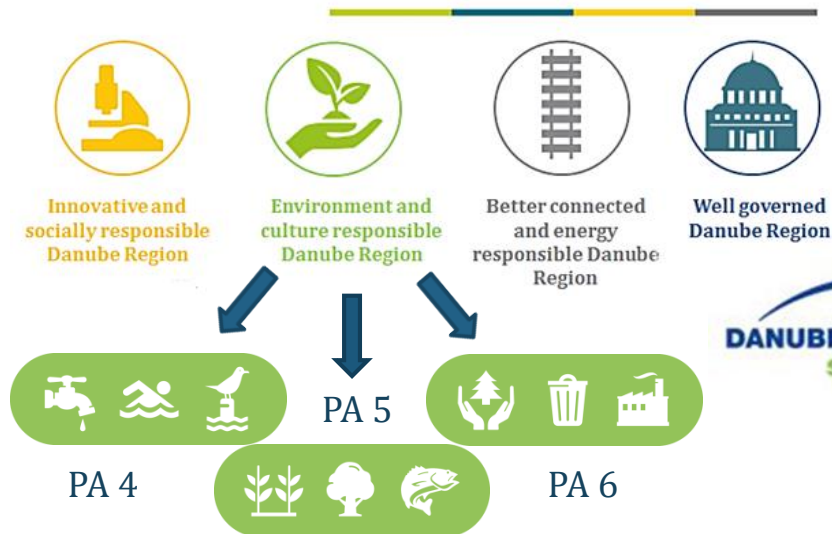 Innovative and
socially responsible
Danube Region
Environment and
culture responsible
Danube Region
Better connected
and energy
responsible Danube
Region
Well governed
Danube Region
PA 5
PA 4
PA 6